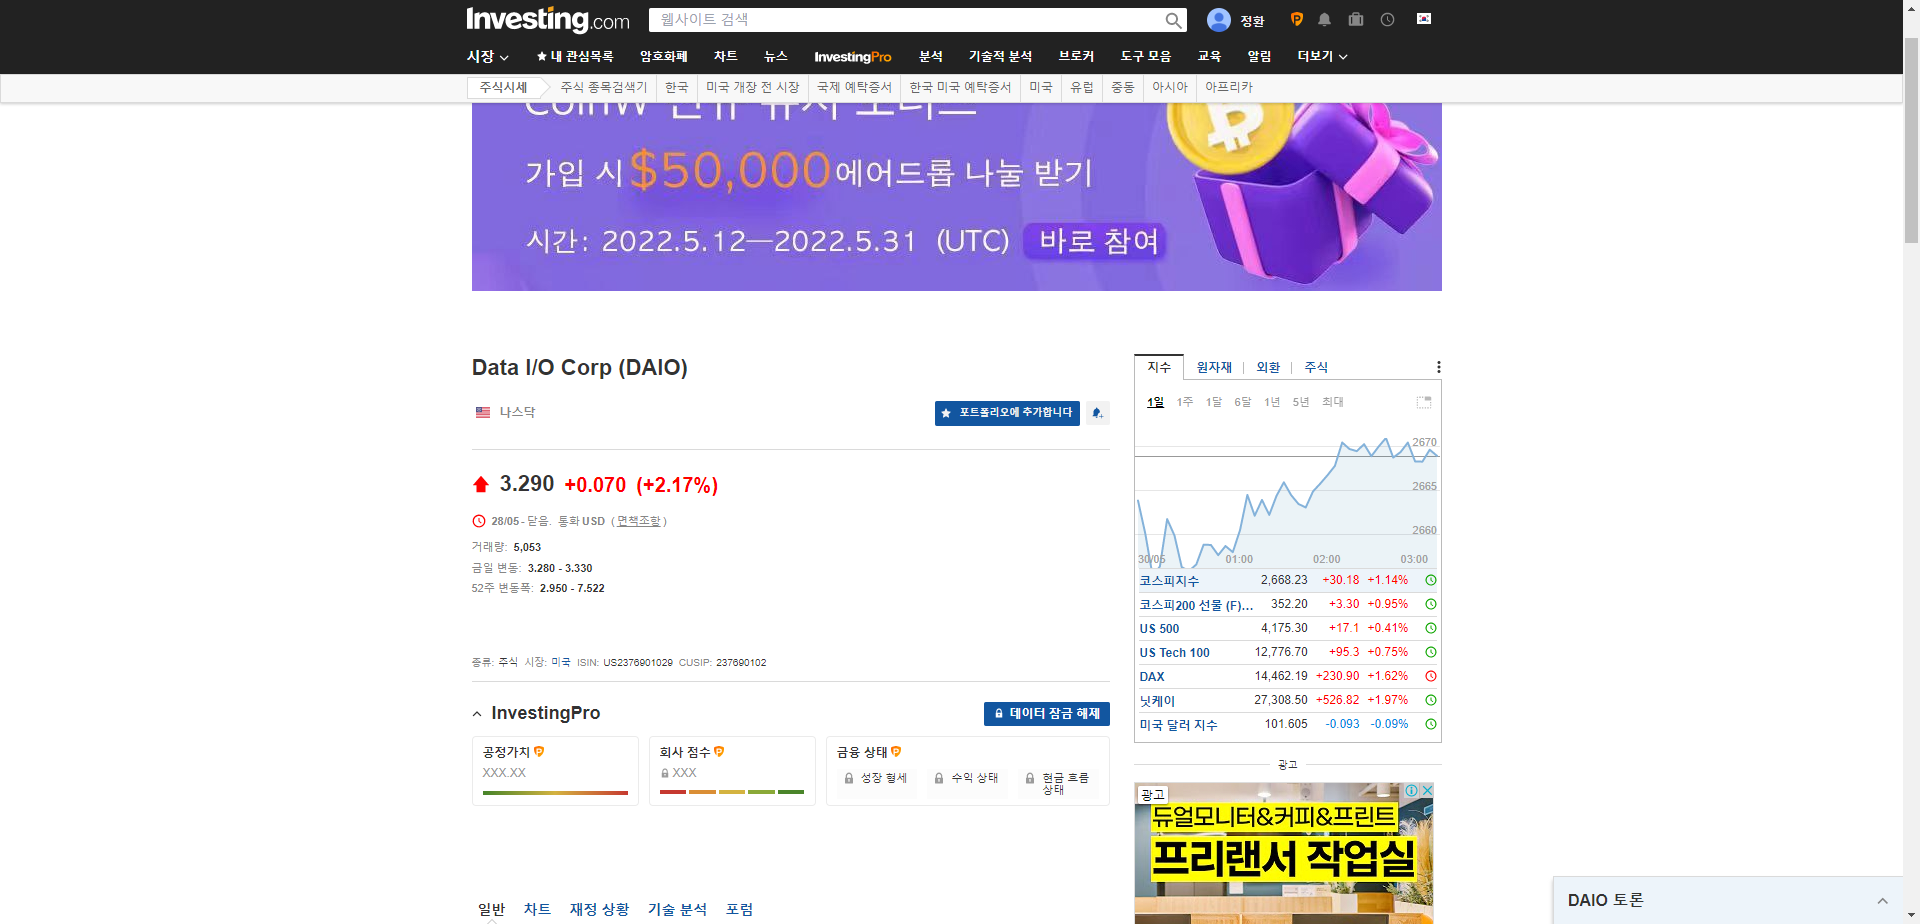 Investing.com
웹사이트 검색
정환
시장
내 관심목록
암호화폐
차트
뉴스
InvestingPro
분석
기술적 분석
브로커
도구 모음
교육
알림
더보기
주식시세
주식 종목검색기
한국
미국 개장 전 시장
국제 예탁증서
한국 미국 예탁증서
미국
유럽
중동
아시아
아프리카
가입 시 $50,000에어드롭 나눌 받기
시간: 2022.5.12—2022.5.31 (UTC) 바로 참여
Data I/O Corp (DAIO)
나스닥
포트폴리오에 추가합니다
3.290 +0.070 (+2.17%)
28/05 - 닫음. 통화 USD ( 면책조항 )
거래량: 5,053
금일 변동: 3.280 - 3.330
52주 변동폭: 2.950 - 7.522
종류: 주식 시장: 미국 ISIN: US2376901029 CUSIP: 237690102
InvestingPro
데이터 잠금 해제
공정가치
XXX.XX
회사 점수
XXX
금융 상태
성장 형세
수익 상태
현금 흐름
상태
일반
차트
재정 상황
기술 분석
포럼
지수
원자재
외환
주식
1일 1주 1달 6달 1년 5년 최대
2670
2665
2660
30/05 01:00 02:00 03:00
코스피지수 2,668.23 +30.18 +1.14%
코스피200 선물 (F)... 352.20 +3.30 +0.95%
US 500 4,175.30 +17.1 +0.41%
US Tech 100 12,776.70 +95.3 +0.75%
DAX 14,462.19 +230.90 +1.62%
닛케이 27,308.50 +526.82 +1.97%
미국 달러 지수 101.605 -0.093 -0.09%
광고
광고
듀얼모니터&커피&프린트
프리랜서 작업실
DAIO 토론